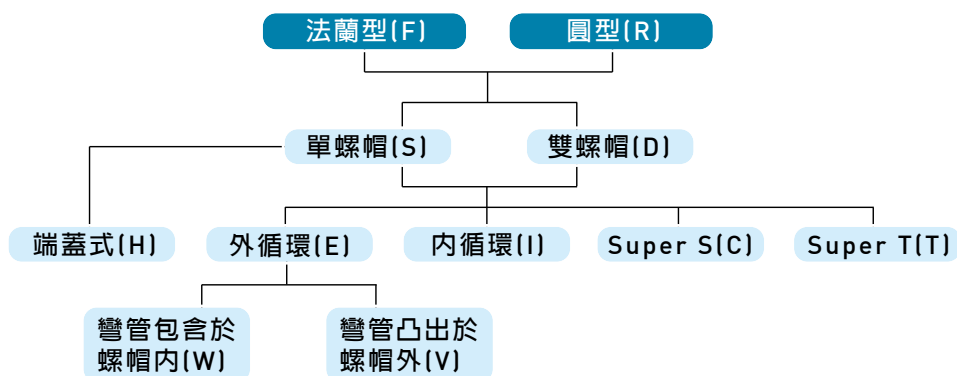 法蘭型(F)
圓型(R)
單螺帽(S)
雙螺帽(D)
端蓋式(H)
外循環(E)
內循環(I)
Super S(C)
Super T(T)
彎管包含於
螺帽內(W)
彎管凸出於
螺帽外(V)